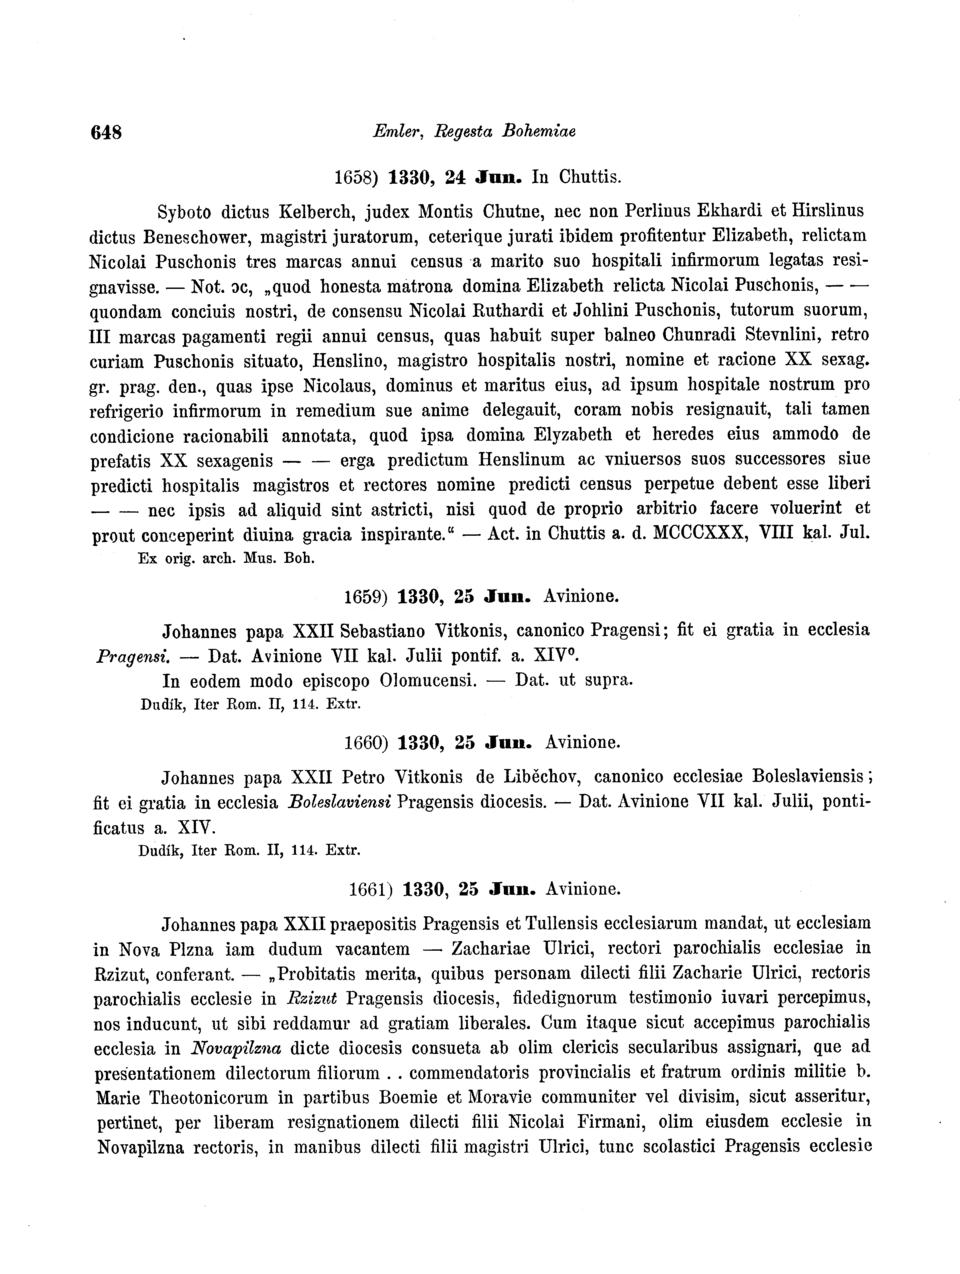 648 Emler, Regesta Bohemiae
1658) 1330, 24 Jun. In Chuttis.
Syboto dictus Kelberch, judex Montis Chutne, nec non Perlinus Ekhardi et Hirslinus
dictus Beneschower, magistri juratorum, ceterique jurati ibidem profitentur Elizabeth, relictam
Nicolai Puschonis tres marcas annui census a marito suo hospitali infirmorum legatas resi-
gnavisse. — Not. ɔc, „quod honesta matrona domina Elizabeth relicta Nicolai Puschonis, — —
quondam conciuis nostri, de consensu Nicolai Ruthardi et Johlini Puschonis, tutorum suorum,
III marcas pagamenti regii annui census, quas habuit super balneo Chunradi Stevnlini, retro
curiam Puschonis situato, Henslino, magistro hospitalis nostri, nomine et racione XX sexag.
gr. prag. den., quas ipse Nicolaus, dominus et maritus eius, ad ipsum hospitale nostrum pro
refrigerio infirmorum in remedium sue anime delegauit, coram nobis resignauit, tali tamen
condicione racionabili annotata, quod ipsa domina Elyzabeth et heredes eius ammodo de
prefatis XX sexagenis — — erga predictum Henslinum ac vniuersos suos successores siue
predicti hospitalis magistros et rectores nomine predicti census perpetue debent esse liberi
— — nec ipsis ad aliquid sint astricti, nisi quod de proprio arbitrio facere voluerint et
prout conceperint diuina gracia inspirante.“ — Act. in Chuttis a. d. MCCCXXX, VIII kal. Jul.
Ex orig. arch. Mus. Boh.
1659) 1330, 25 Jun. Avinione.
Johannes papa XXII Sebastiano Vitkonis, canonico Pragensi; fit ei gratia in ecclesia
Pragensi. — Dat. Avinione VII kal. Julii pontif. a. XIV⁰.
In eodem modo episcopo Olomucensi. — Dat. ut supra.
Dudík, Iter Rom. II, 114. Extr.
1660) 1330, 25 Jun. Avinione.
Johannes papa XXII Petro Vitkonis de Liběchov, canonico ecclesiae Boleslaviensis;
fit ei gratia in ecclesia Boleslaviensi Pragensis diocesis. — Dat. Avinione VII kal. Julii, ponti-
ficatus a. XIV.
Dudík, Iter Rom. II, 114. Extr.
1661) 1330, 25 Jun. Avinione.
Johannes papa XXII praepositis Pragensis et Tullensis ecclesiarum mandat, ut ecclesiam
in Nova Plzna iam dudum vacantem — Zachariae Ulrici, rectori parochialis ecclesiae in
Rzizut, conferant. — „Probitatis merita, quibus personam dilecti filii Zacharie Ulrici, rectoris
parochialis ecclesie in Rzizut Pragensis diocesis, fidedignorum testimonio iuvari percepimus,
nos inducunt, ut sibi reddamur ad gratiam liberales. Cum itaque sicut accepimus parochialis
ecclesia in Novapilzna dicte diocesis consueta ab olim clericis secularibus assignari, que ad
presentationem dilectorum filiorum . . commendatoris provincialis et fratrum ordinis militie b.
Marie Theotonicorum in partibus Boemie et Moravie communiter vel divisim, sicut asseritur,
pertinet, per liberam resignationem dilecti filii Nicolai Firmani, olim eiusdem ecclesie in
Novapilzna rectoris, in manibus dilecti filii magistri Ulrici, tunc scolastici Pragensis ecclesie